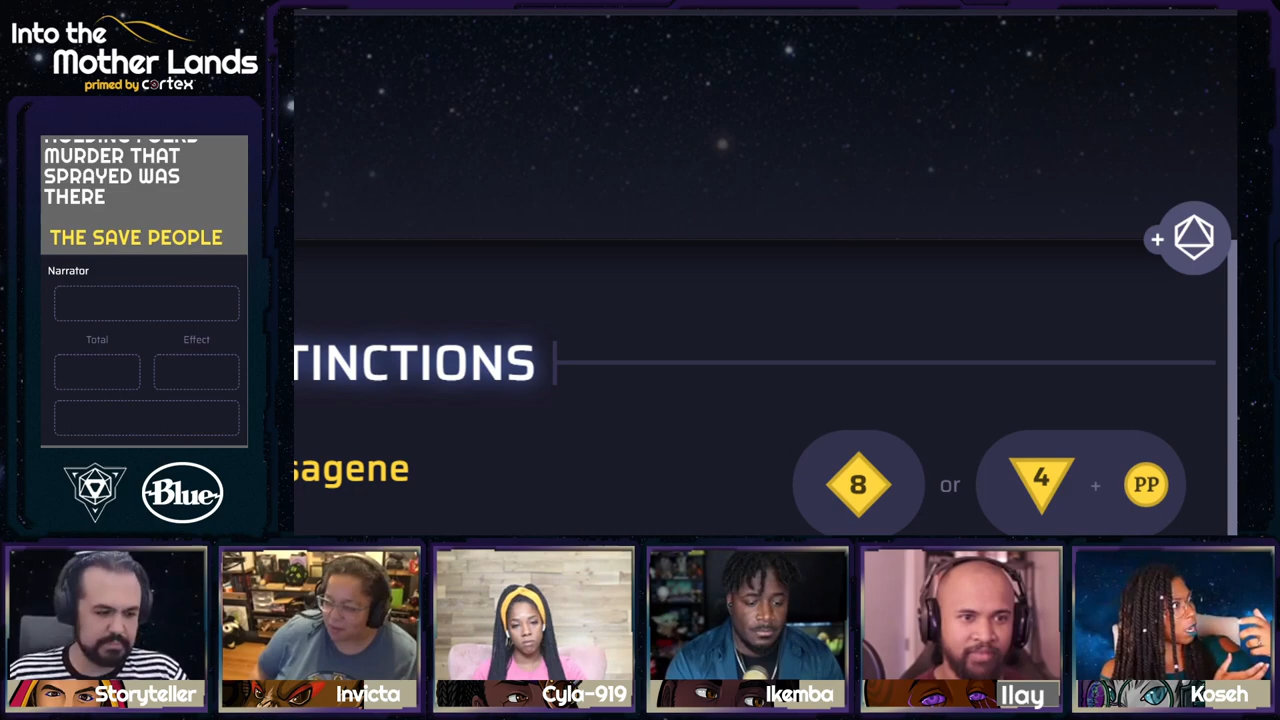 Into the
Mother Lands
primed by cortex
MURDER THAT
SPRAYED WAS
THERE
THE SAVE PEOPLE
Narrator
Total Effect
Blue
TINCTIONS
sagene
8 or 4 + PP
+
Storyteller
Invicta
Cyla-919
Ikemba
Ilay
Koseh